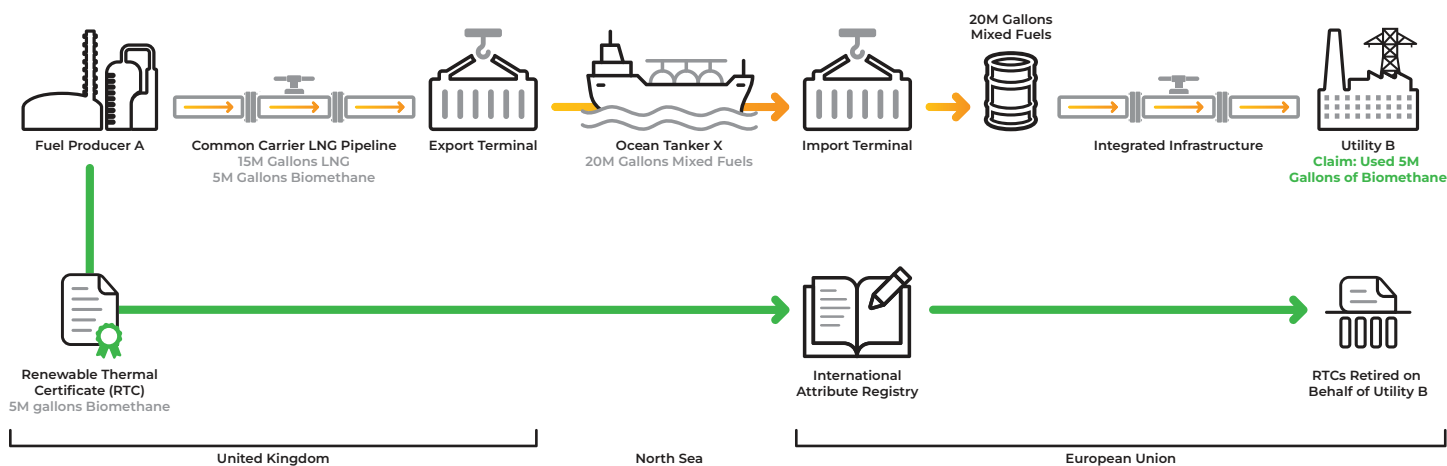 20M Gallons
Mixed Fuels
Fuel Producer A
Common Carrier LNG Pipeline
15M Gallons LNG
5M Gallons Biomethane
Export Terminal
Ocean Tanker X
20M Gallons Mixed Fuels
Import Terminal
Integrated Infrastructure
Utility B
Claim: Used 5M
Gallons of Biomethane
Renewable Thermal
Certificate (RTC)
5M gallons Biomethane
International
Attribute Registry
RTCs Retired on
Behalf of Utility B
United Kingdom
North Sea
European Union